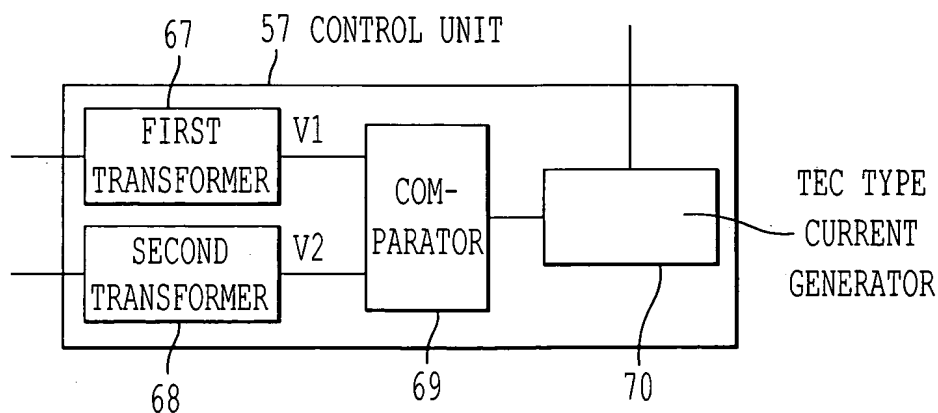 67
57 CONTROL UNIT
FIRST
TRANSFORMER
V1
SECOND
TRANSFORMER
V2
COM-
PARATOR
TEC TYPE
CURRENT
GENERATOR
68
69
70